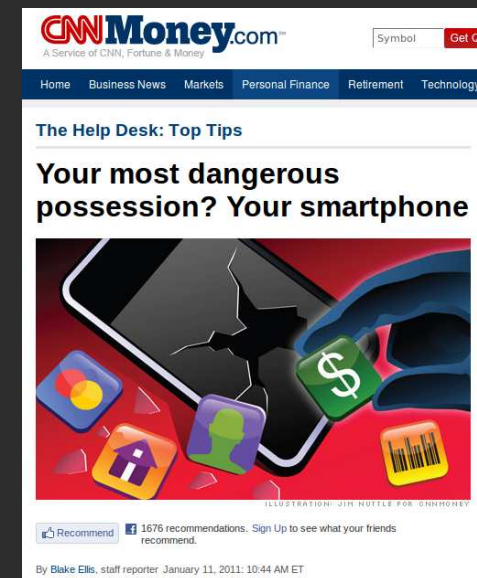 CNNMoney.com
A Service of CNN, Fortune & Money
Symbol
Get
Home Business News Markets Personal Finance Retirement Technology
The Help Desk: Top Tips
Your most dangerous
possession? Your smartphone
$
ILLUSTRATION: JIM NUTTLE FOR CNNMONEY
Recommend
1676 recommendations. Sign Up to see what your friends
recommend.
By Blake Ellis, staff reporter January 11, 2011: 10:44 AM ET